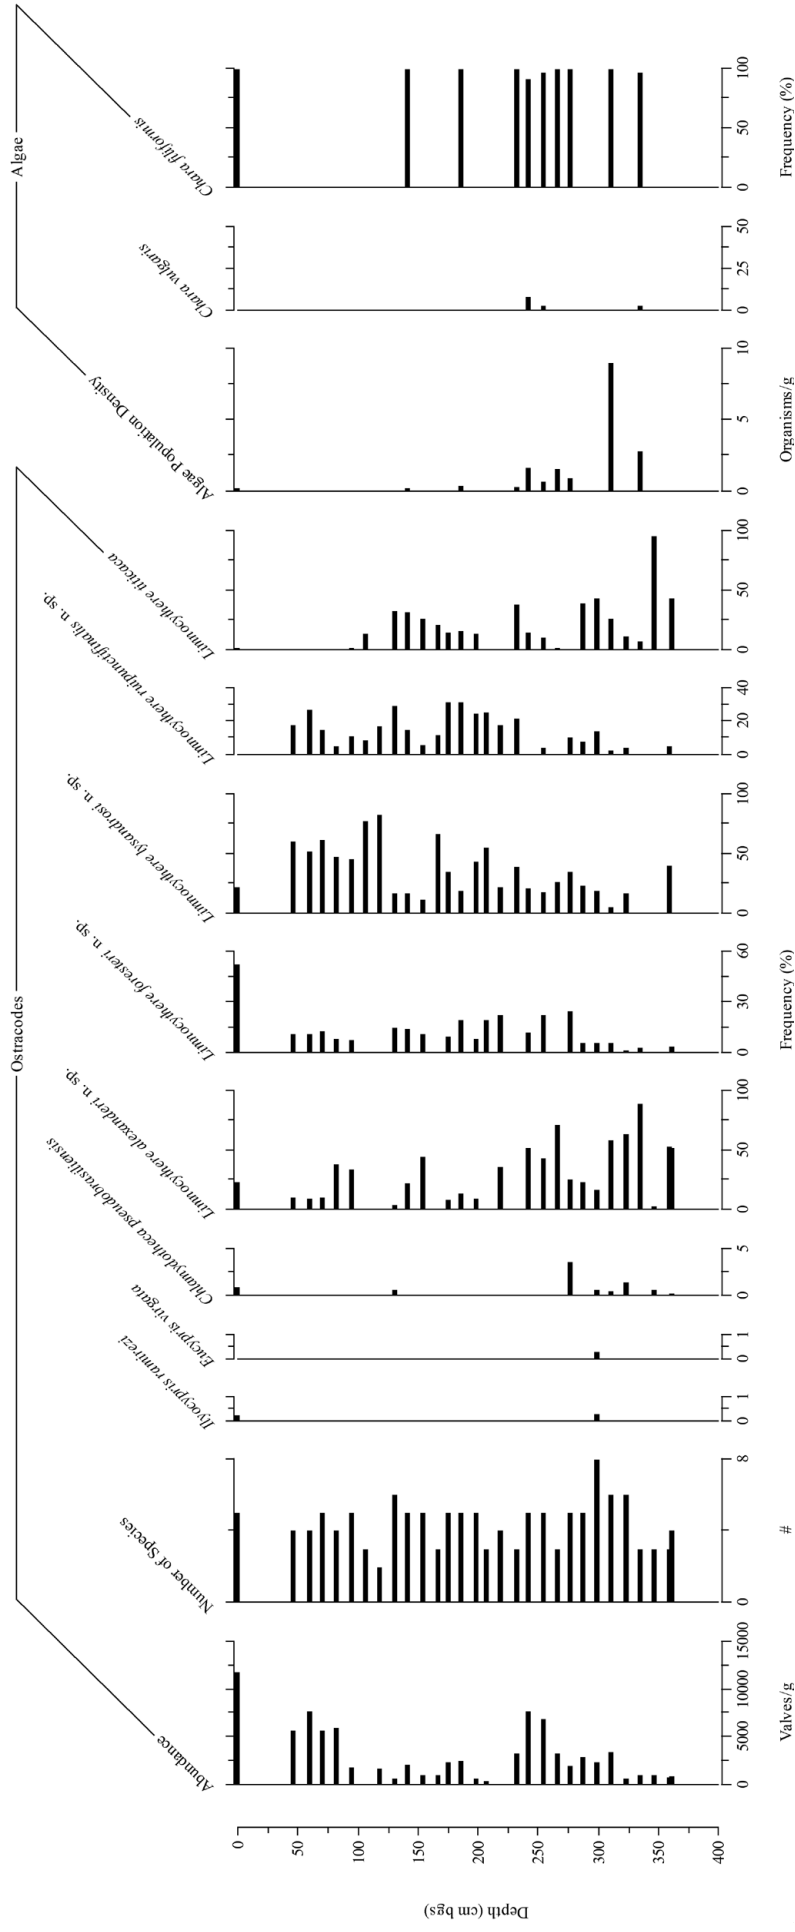 Ostracodes
Algae
Abundance
Number of Species
Ilyocypris ramirezi
Eucypris virgata
Chlamydotheca pseudobrasiliensis
Limnocythere alexanderi n. sp.
Limnocythere foresteri n. sp.
Limnocythere lysandrosi n. sp.
Limnocythere ruipunctifinalis n. sp.
Limnocythere titicaca
Algae Population Density
Chara vulgaris
Chara filiformis
Depth (cm bgs)
0
50
100
150
200
250
300
350
400
0 5000 10000 15000
0 8
0 1
0 1
0 5
0 50 100
0 30 60
0 50 100
0 20 40
0 50 100
0 5 10
0 25 50
0 50 100
Valves/g
#
Frequency (%)
Organisms/g
Frequency (%)